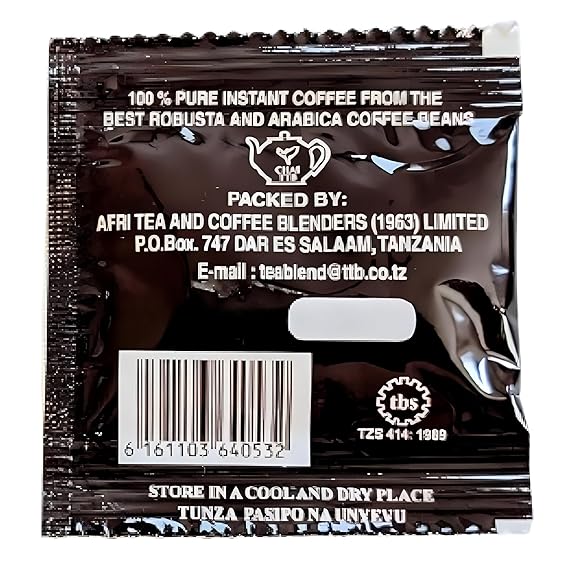 100 % PURE INSTANT COFFEE FROM THE
BEST ROBUSTA AND ARABICA COFFEE BEANS
CHAI
TTB
PACKED BY:
AFRI TEA AND COFFEE BLENDERS (1963) LIMITED
P.O.Box. 747 DAR ES SALAAM, TANZANIA
E-mail : teablend@ttb.co.tz
6 161103 640532
tbs
TZS 414: 1989
STORE IN A COOL AND DRY PLACE
TUNZA PASIPO NA UNYEVU